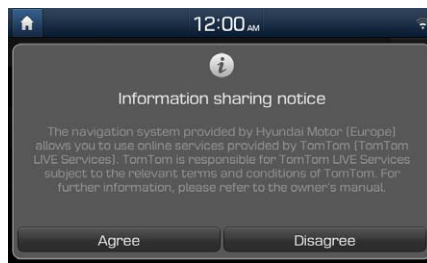 12:00 AM
Information sharing notice
The navigation system provided by Hyundai Motor (Europe)
allows you to use online services provided by TomTom (TomTom
LIVE Services). TomTom is responsible for TomTom LIVE Services
subject to the relevant terms and conditions of TomTom. For
further information, please refer to the owner's manual.
Agree Disagree